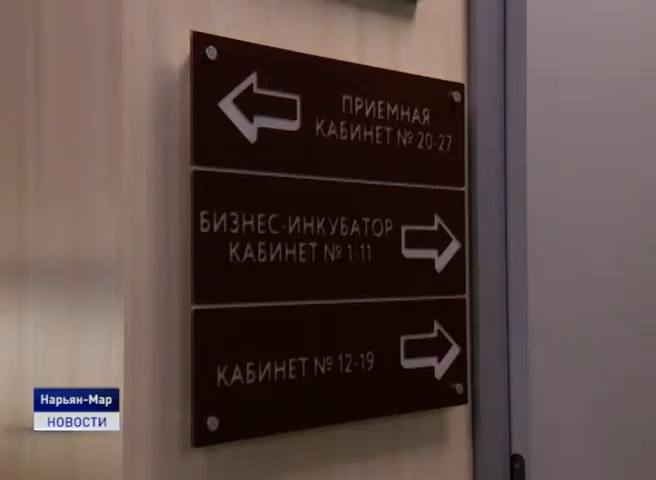 ПРИЕМНАЯ
КАБИНЕТ № 20-27
БИЗНЕС-ИНКУБАТОР
КАБИНЕТ № 1-11
КАБИНЕТ № 12-19
Нарьян-Мар
НОВОСТИ